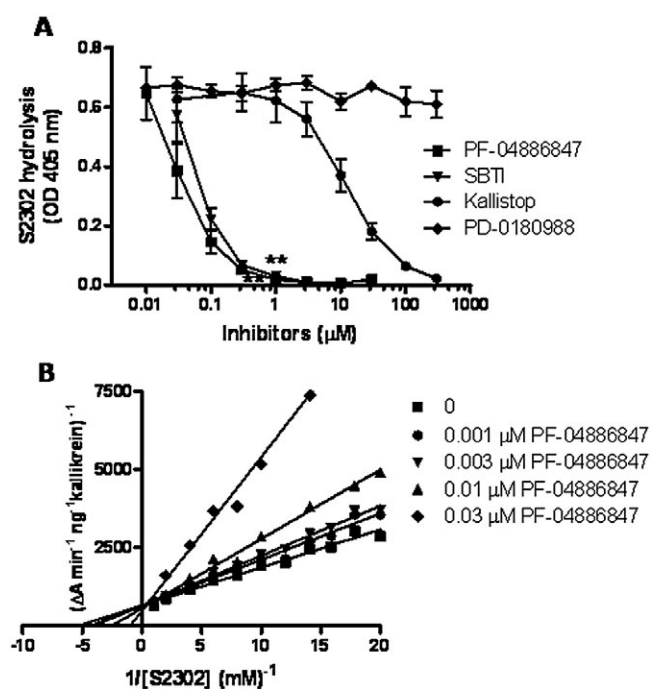 A
S2302 hydrolysis
(OD 405 nm)
0.8
0.6
0.4
0.2
0.0
0.01 0.1 1 10 100 1000
Inhibitors (µM)
**
**
PF-04886847
SBTI
Kallistop
PD-0180988
B
(ΔA min⁻¹ ng⁻¹kallikrein)⁻¹
7500
5000
2500
-10 -5 0 5 10 15 20
1/[S2302] (mM)⁻¹
0
0.001 µM PF-04886847
0.003 µM PF-04886847
0.01 µM PF-04886847
0.03 µM PF-04886847